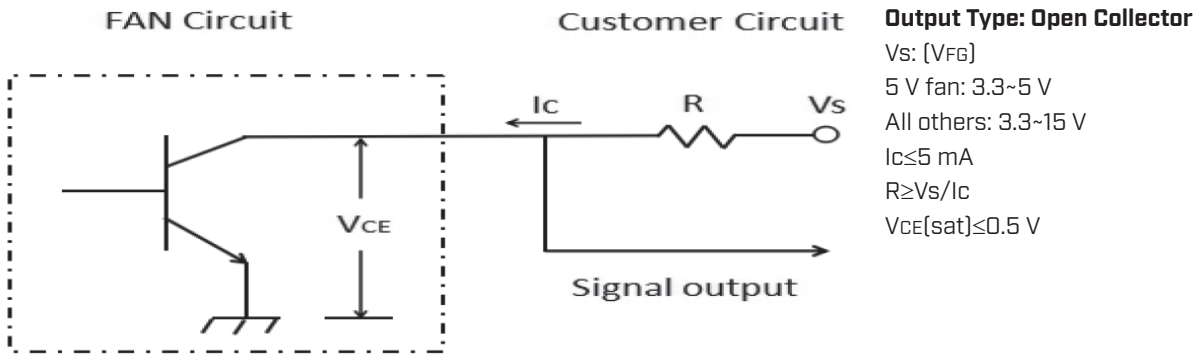 FAN Circuit
Customer Circuit
Ic
R
Vs
VCE
Signal output
Output Type: Open Collector
Vs: (VFG)
5 V fan: 3.3~5 V
All others: 3.3~15 V
Ic≤5 mA
R≥Vs/Ic
VCE(sat)≤0.5 V